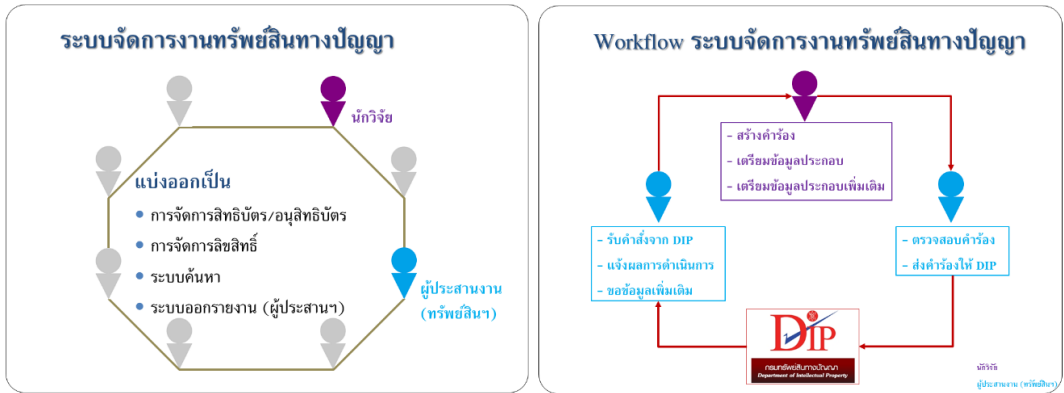 ระบบจัดการงานทรัพย์สินทางปัญญา
นักวิจัย
แบ่งออกเป็น
• การจัดการสิทธิบัตร/อนุสิทธิบัตร
• การจัดการลิขสิทธิ์
• ระบบค้นหา
• ระบบออกรายงาน (ผู้ประสานฯ)
ผู้ประสานงาน
(ทรัพย์สินฯ)
Workflow ระบบจัดการงานทรัพย์สินทางปัญญา
- สร้างคำร้อง
- เตรียมข้อมูลประกอบ
- เตรียมข้อมูลประกอบเพิ่มเติม
- รับคำสั่งจาก DIP
- แจ้งผลการดำเนินการ
- ขอข้อมูลเพิ่มเติม
- ตรวจสอบคำร้อง
- ส่งคำร้องให้ DIP
DIP
กรมทรัพย์สินทางปัญญา
Department of Intellectual Property
นักวิจัย
ผู้ประสานงาน (ทรัพย์สินฯ)